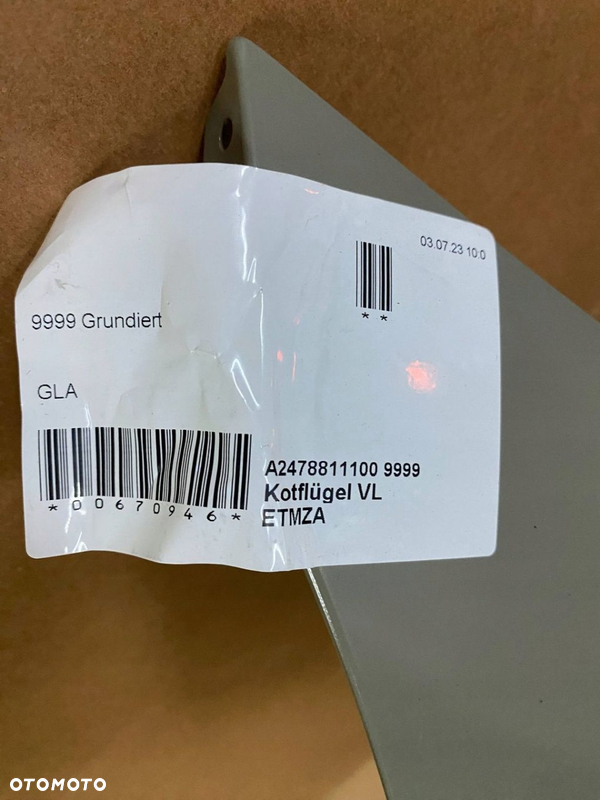 03.07.23 10:0
* *
9999 Grundiert
GLA
*00670946*
A2478811100 9999
Kotflügel VL
ETMZA
OTOMOTO